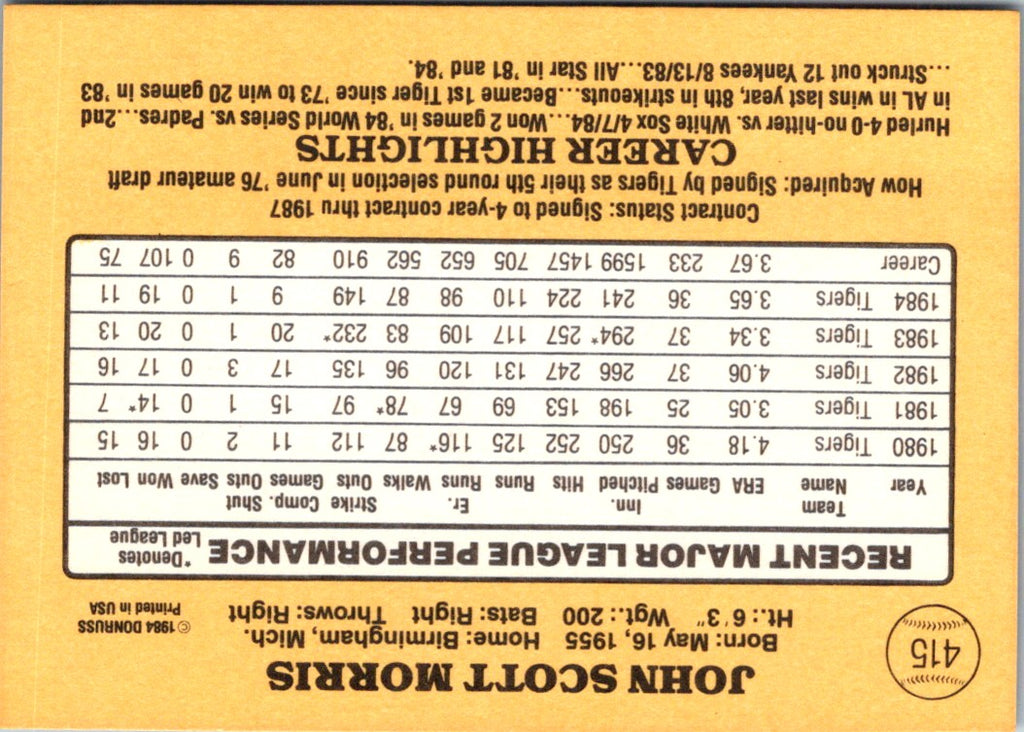 415
JOHN SCOTT MORRIS
Born: May 16, 1955 Home: Birmingham, Mich.
Ht.: 6'3" Wgt.: 200 Bats: Right Throws: Right
© 1984 DONRUSS
Printed in USA
RECENT MAJOR LEAGUE PERFORMANCE *Denotes Led League
Year Team Name ERA Games Inn. Pitched Hits Runs Er. Runs Walks Strike Outs Comp. Games Shut Outs Save Won Lost
1980 Tigers 4.18 36 250 252 125 116* 87 112 11 2 0 16 15
1981 Tigers 3.05 25 198 153 69 67 78* 97 15 1 0 14* 7
1982 Tigers 4.06 37 266 247 131 120 96 135 17 3 0 17 16
1983 Tigers 3.34 37 294* 257 117 109 83 232* 20 1 0 20 13
1984 Tigers 3.65 36 241 224 110 98 87 149 9 1 0 19 11
Career 3.67 233 1599 1457 705 652 562 910 82 9 0 107 75
Contract Status: Signed to 4-year contract thru 1987
How Acquired: Signed by Tigers as their 5th round selection in June '76 amateur draft
CAREER HIGHLIGHTS
Hurled 4-0 no-hitter vs. White Sox 4/7/84...Won 2 games in '84 World Series vs. Padres...2nd
in AL in wins last year, 8th in strikeouts...Became 1st Tiger since '73 to win 20 games in '83
...Struck out 12 Yankees 8/13/83...All Star in '81 and '84.